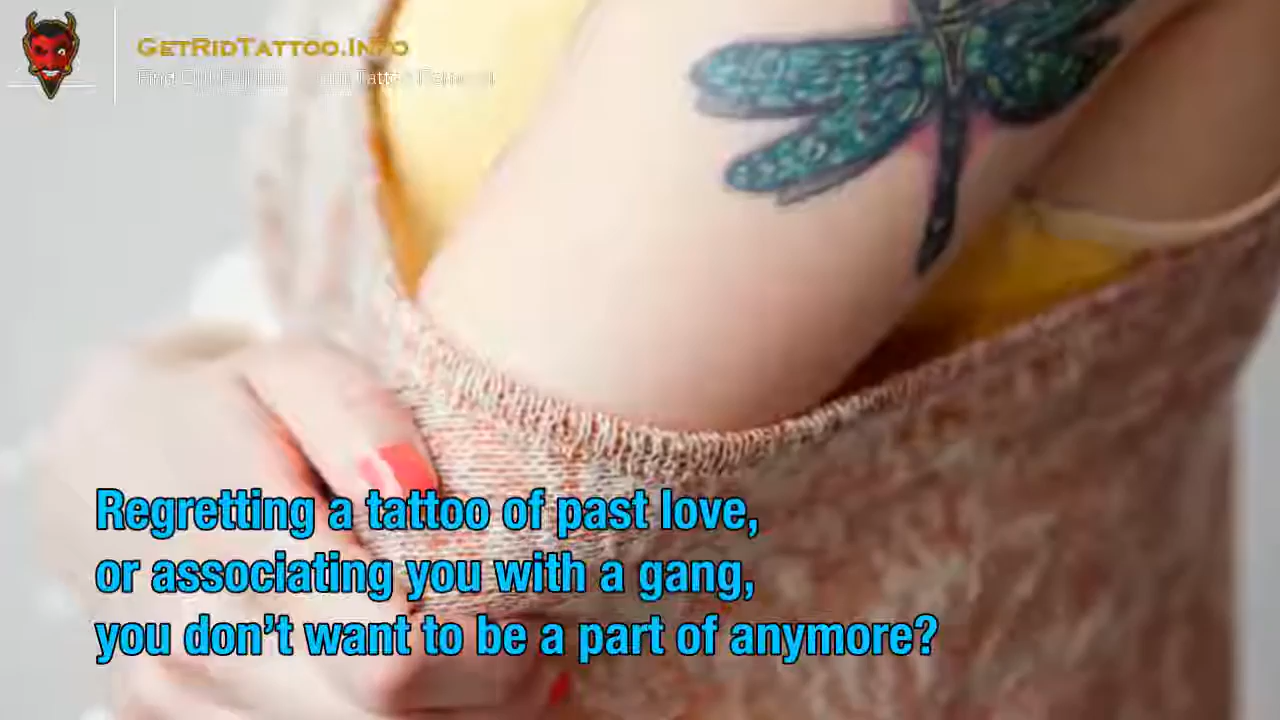 GetRidTattoo.Info
Tattoo
Regretting a tattoo of past love,
or associating you with a gang,
you don't want to be a part of anymore?